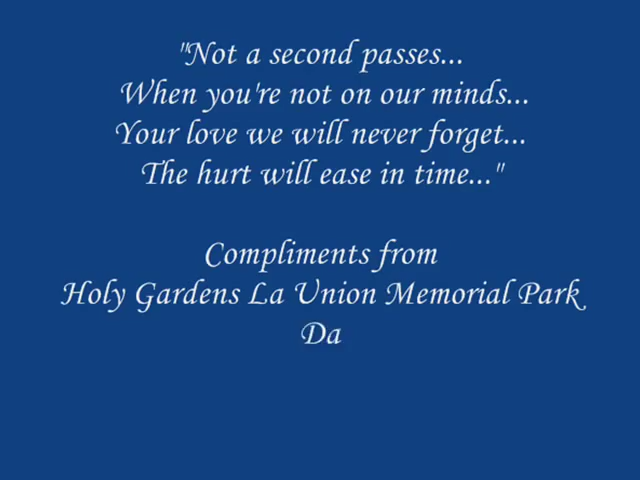 "Not a second passes...
When you're not on our minds...
Your love we will never forget...
The hurt will ease in time..."
Compliments from
Holy Gardens La Union Memorial Park
Da